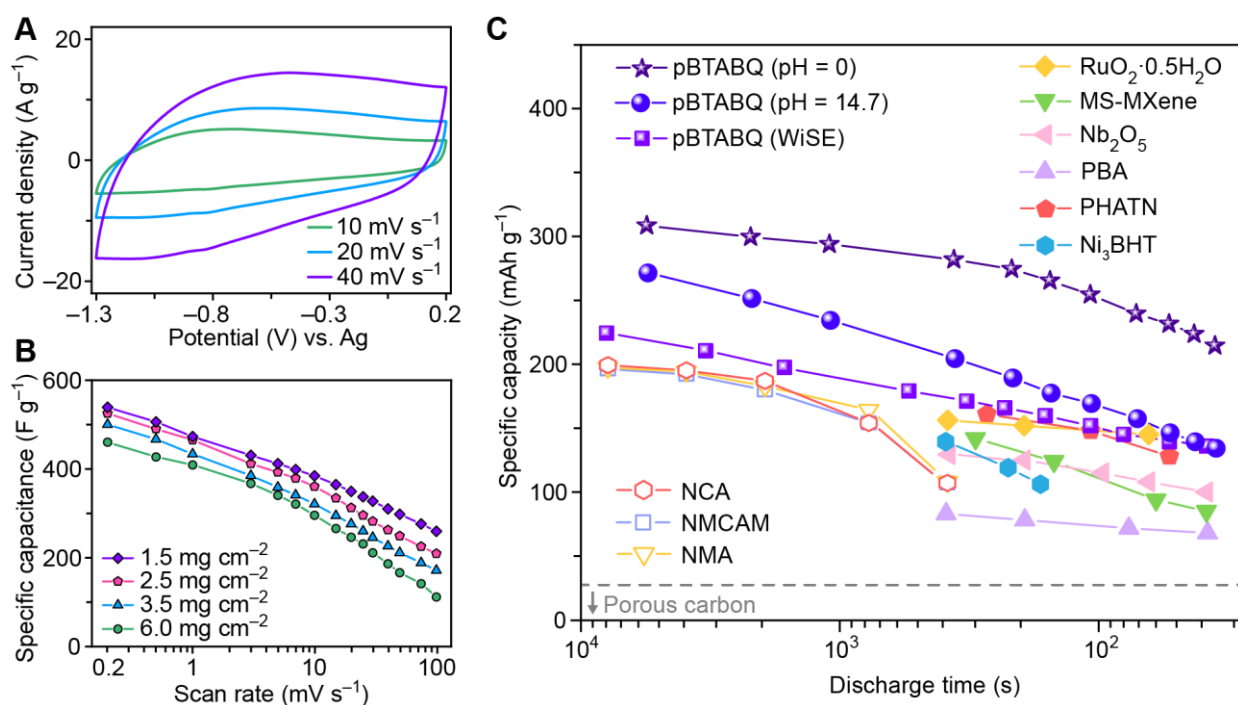 A
Current density (A g⁻¹)
20
0
−20
10 mV s⁻¹
20 mV s⁻¹
40 mV s⁻¹
−1.3
−0.8
−0.3
0.2
Potential (V) vs. Ag
B
Specific capacitance (F g⁻¹)
600
400
200
0
1.5 mg cm⁻²
2.5 mg cm⁻²
3.5 mg cm⁻²
6.0 mg cm⁻²
0.2
1
10
100
Scan rate (mV s⁻¹)
C
Specific capacity (mAh g⁻¹)
400
300
200
100
0
pBTABQ (pH = 0)
pBTABQ (pH = 14.7)
pBTABQ (WiSE)
RuO₂·0.5H₂O
MS-MXene
Nb₂O₅
PBA
PHATN
Ni₃BHT
NCA
NMCAM
NMA
Porous carbon
10⁴
10³
10²
Discharge time (s)